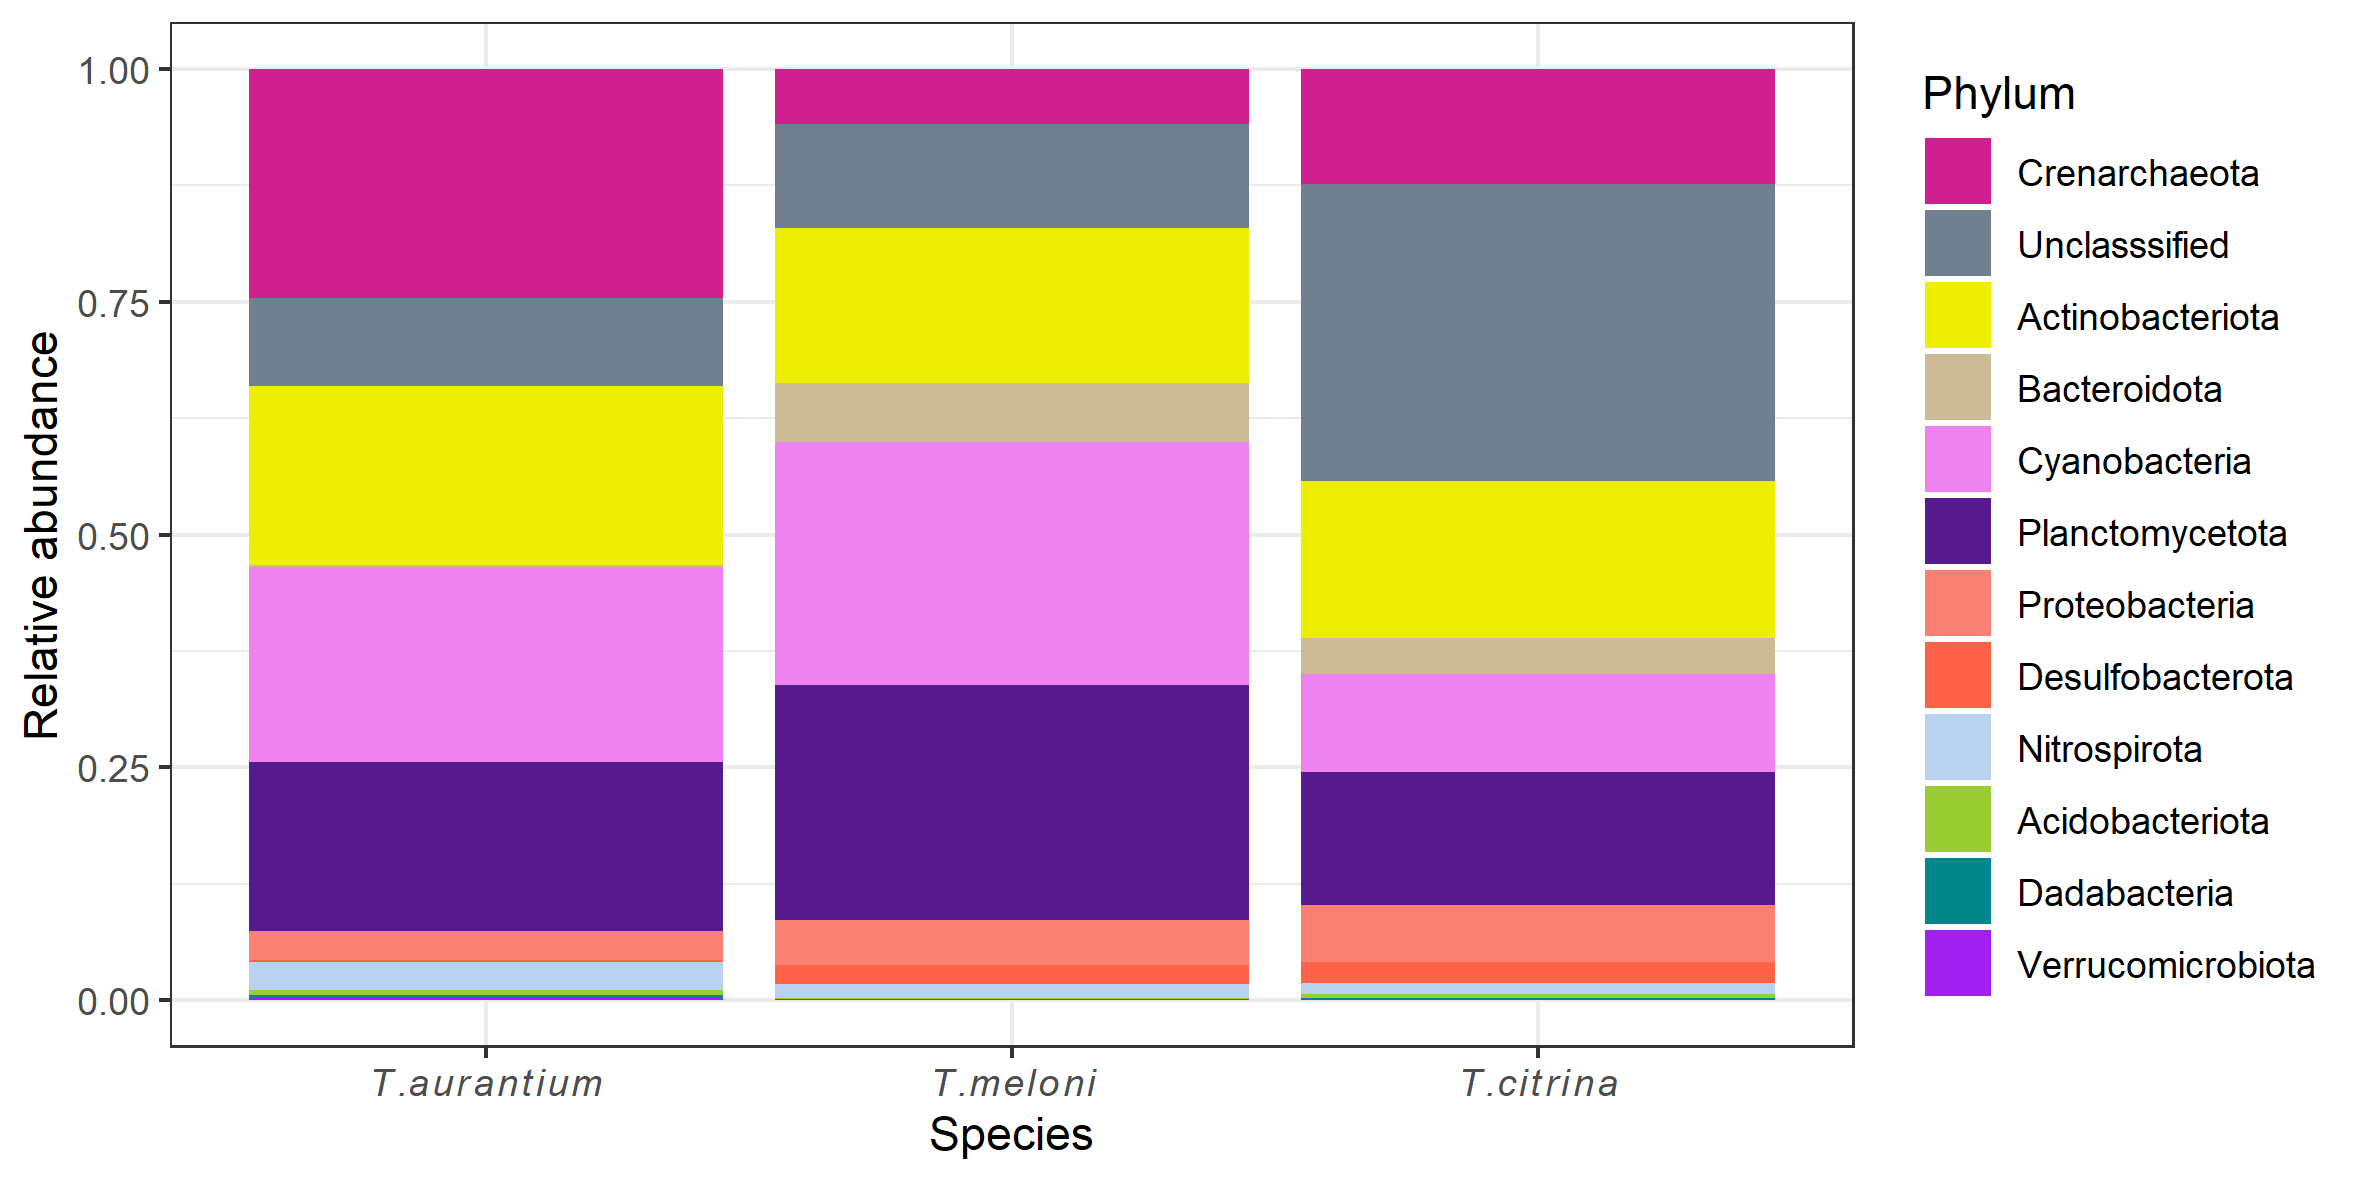 Relative abundance
1.00
0.75
0.50
0.25
0.00
T.aurantium
T.meloni
T.citrina
Species
Phylum
Crenarchaeota
Unclasssified
Actinobacteriota
Bacteroidota
Cyanobacteria
Planctomycetota
Proteobacteria
Desulfobacterota
Nitrospirota
Acidobacteriota
Dadabacteria
Verrucomicrobiota